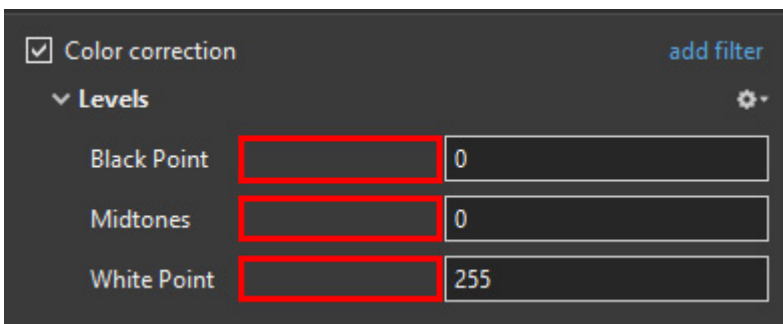 Color correction add filter
Levels
Black Point 0
Midtones 0
White Point 255